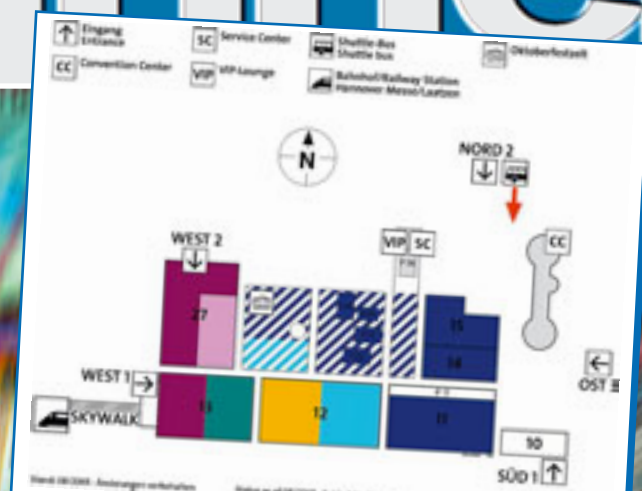 Eingang
Entrance
SC Service Center
Shuttle-Bus
Shuttle bus
Oktoberfestzelt
CC Convention Center
VIP VIP-Lounge
Bahnhof/Railway Station
Hannover Messe/Laatzen
N
NORD 2
CC
WEST 2
VIP SC
27
15
14
WEST 1
OST 3
SKYWALK
13
12
11
10
SÜD 1